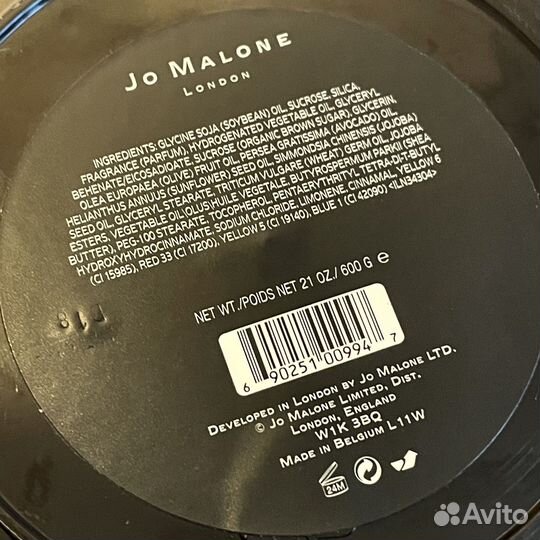 JO MALONE
LONDON
INGREDIENTS: GLYCINE SOJA (SOYBEAN) OIL, SUCROSE, SILICA,
FRAGRANCE (PARFUM), HYDROGENATED VEGETABLE OIL, GLYCERYL
BEHENATE/EICOSADIOATE, SUCROSE (ORGANIC BROWN SUGAR), GLYCERIN,
OLEA EUROPAEA (OLIVE) FRUIT OIL, PERSEA GRATISSIMA (AVOCADO) OIL,
HELIANTHUS ANNUUS (SUNFLOWER) SEED OIL, SIMMONDSIA CHINENSIS (JOJOBA)
SEED OIL, GLYCERYL STEARATE, TRITICUM VULGARE (WHEAT) GERM OIL, JOJOBA
ESTERS, VEGETABLE OIL\OLUS\HUILE VEGETALE, BUTYROSPERMUM PARKII (SHEA
BUTTER), PEG-10 STEARATE, TOCOPHEROL, PENTAERYTHRITYL TETRA-DI-T-BUTYL
HYDROXYHYDROCINNAMATE, SODIUM CHLORIDE, LIMONENE, CINNAMAL, YELLOW 6
(CI 15985), RED 33 (CI 17200), YELLOW 5 (CI 19140), BLUE 1 (CI 42090) <ILN34304>
NET WT./POIDS NET 21 OZ./600 G e
6 90251 00994 7
DEVELOPED IN LONDON BY JO MALONE LTD.
© JO MALONE LIMITED, DIST.
LONDON, ENGLAND
W1K 3BQ
MADE IN BELGIUM L11W
24M
Avito